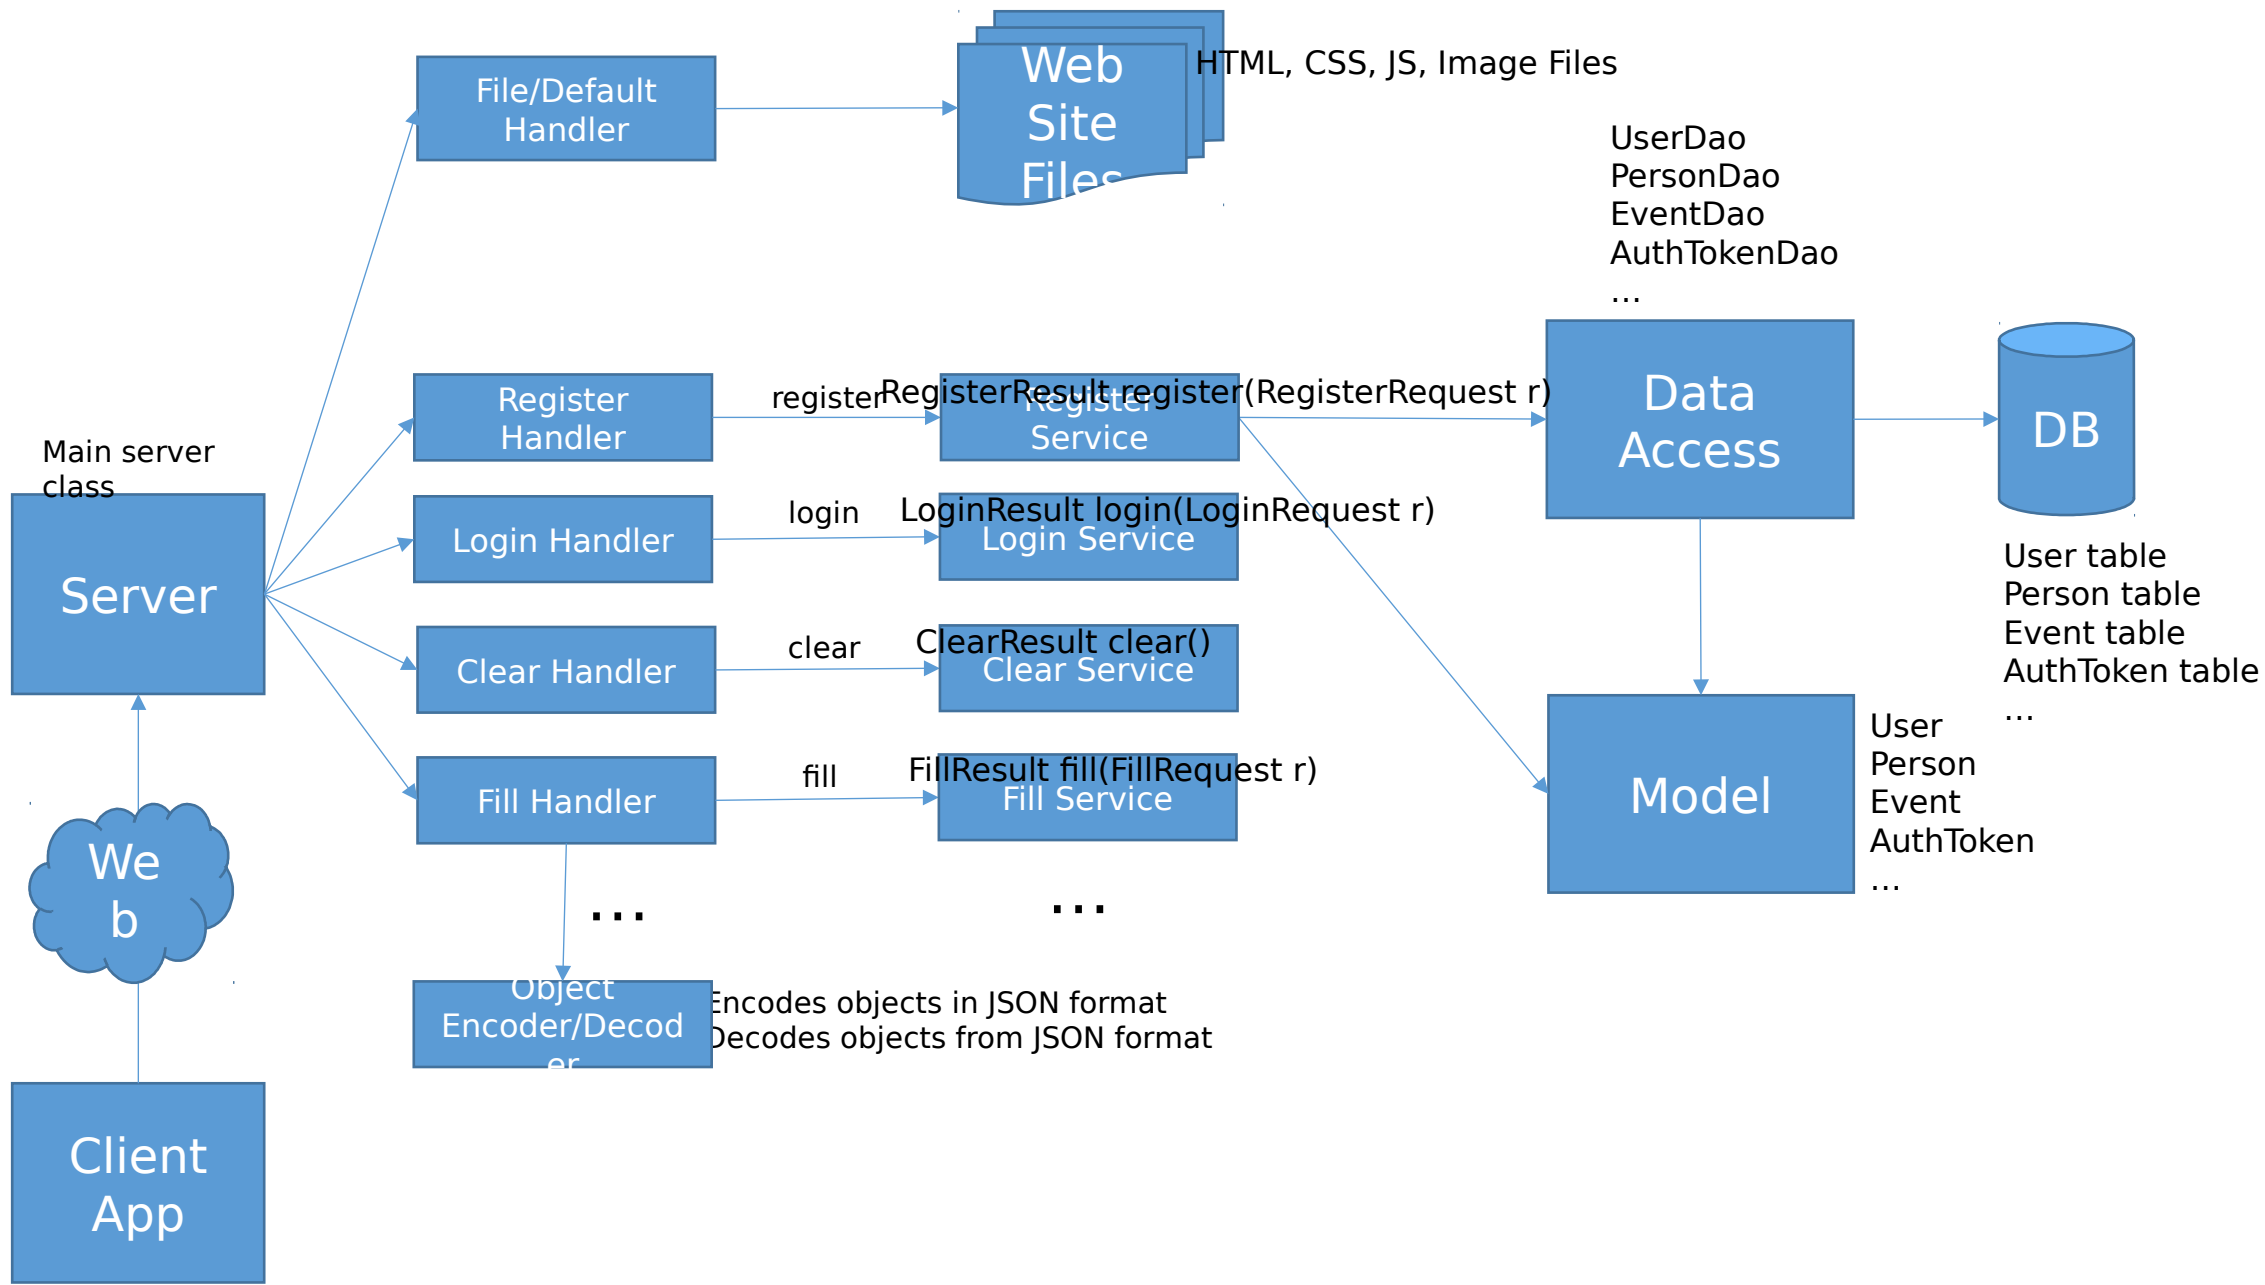 Web
Site
Files
HTML, CSS, JS, Image Files
File/Default
Handler
UserDao
PersonDao
EventDao
AuthTokenDao
...
Register
Handler
register
RegisterResult register(RegisterRequest r)
Register
Service
Data
Access
DB
Main server
class
Server
Login Handler
login
LoginResult login(LoginRequest r)
Login Service
User table
Person table
Event table
AuthToken table
...
Clear Handler
clear
ClearResult clear()
Clear Service
Fill Handler
fill
FillResult fill(FillRequest r)
Fill Service
Model
User
Person
Event
AuthToken
...
We
b
...
...
Object
Encoder/Decod
er
Encodes objects in JSON format
Decodes objects from JSON format
Client
App